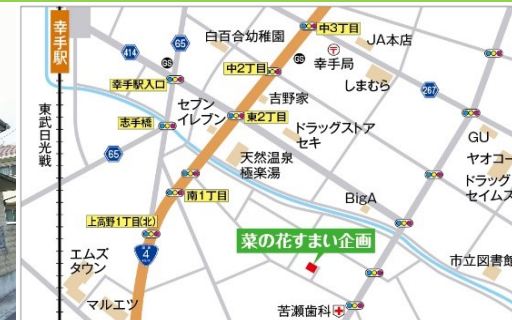 幸手駅
東武日光戦
414
65
白百合幼稚園
GS
中3丁目
幸手局
JA本店
中2丁目
GS
幸手駅入口
しまむら
267
吉野家
セブン
イレブン
東2丁目
志手橋
ドラッグストア
セキ
GU
ヤオコー
65
天然温泉
極楽湯
ドラッグ
セイムス
南1丁目
BigA
上高野1丁目(北)
4
菜の花すまい企画
エムズ
タウン
市立図書館
マルエツ
苦瀬歯科